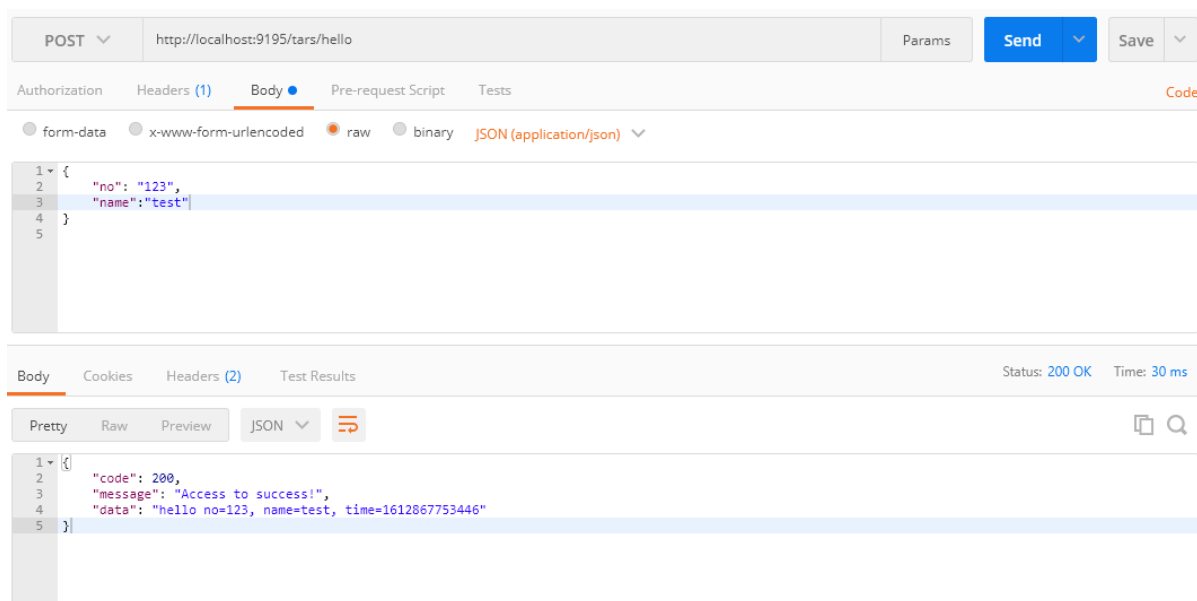 POST http://localhost:9195/tars/hello Params Send Save
Authorization Headers (1) Body Pre-request Script Tests Code
form-data x-www-form-urlencoded raw binary JSON (application/json)
1 {
2 "no": "123",
3 "name":"test"
4 }
5
Body Cookies Headers (2) Test Results Status: 200 OK Time: 30 ms
Pretty Raw Preview JSON
1 {
2 "code": 200,
3 "message": "Access to success!",
4 "data": "hello no=123, name=test, time=1612867753446"
5 }